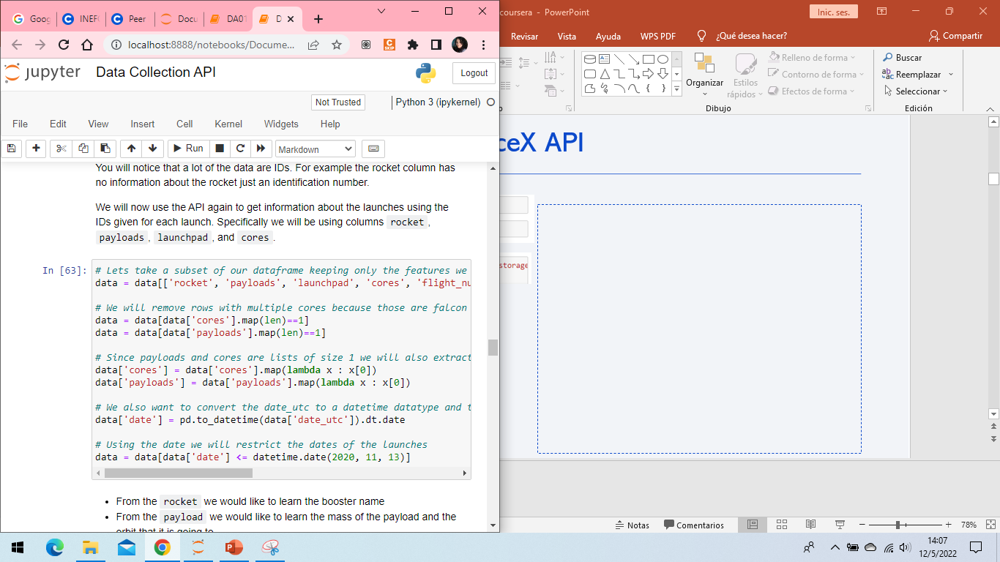 Goog
INEFC
Peer
Docu
DA01
D
coursera - PowerPoint
Inic. ses.
localhost:8888/notebooks/Docume...
C
SKIP
Revisar
Vista
Ayuda
WPS PDF
¿Qué desea hacer?
Compartir
jupyter
Data Collection API
Logout
Not Trusted
Python 3 (ipykernel)
File
Edit
View
Insert
Cell
Kernel
Widgets
Help
Run
Markdown
Organizar
Estilos
rápidos
Relleno de forma
Contorno de forma
Efectos de forma
Dibujo
Buscar
Reemplazar
Seleccionar
Edición
You will notice that a lot of the data are IDs. For example the rocket column has
no information about the rocket just an identification number.
We will now use the API again to get information about the launches using the
IDs given for each launch. Specifically we will be using columns rocket ,
payloads , launchpad , and cores .
In [63]:
# Lets take a subset of our dataframe keeping only the features we
data = data[['rocket', 'payloads', 'launchpad', 'cores', 'flight_nu
# We will remove rows with multiple cores because those are falcon
data = data[data['cores'].map(len)==1]
data = data[data['payloads'].map(len)==1]
# Since payloads and cores are lists of size 1 we will also extract
data['cores'] = data['cores'].map(lambda x : x[0])
data['payloads'] = data['payloads'].map(lambda x : x[0])
# We also want to convert the date_utc to a datetime datatype and t
data['date'] = pd.to_datetime(data['date_utc']).dt.date
# Using the date we will restrict the dates of the launches
data = data[data['date'] <= datetime.date(2020, 11, 13)]
• From the rocket we would like to learn the booster name
• From the payload we would like to learn the mass of the payload and the
orbit that it is going to
ceX API
storage
Notas
Comentarios
78%
14:07
12/5/2022